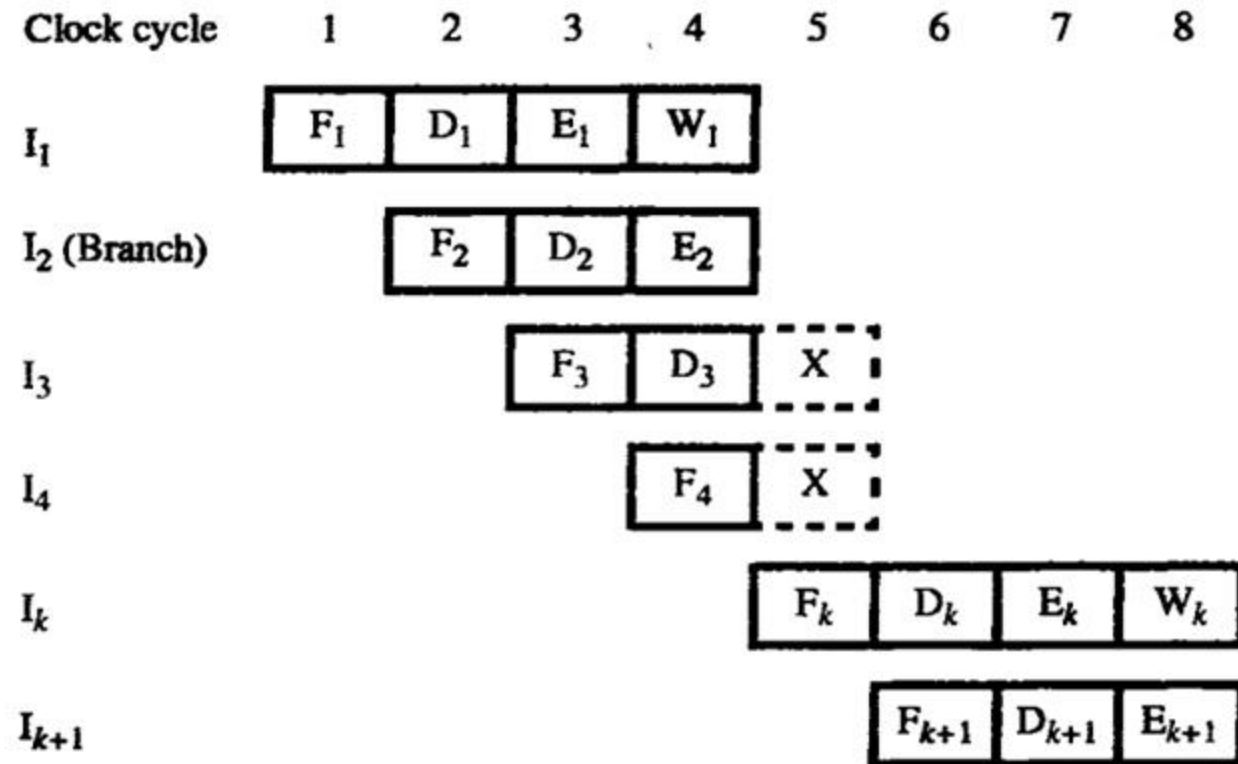 Clock cycle 1 2 3 4 5 6 7 8
I₁ F₁ D₁ E₁ W₁
I₂ (Branch) F₂ D₂ E₂
I₃ F₃ D₃ X
I₄ F₄ X
Iₖ Fₖ Dₖ Eₖ Wₖ
Iₖ₊₁ Fₖ₊₁ Dₖ₊₁ Eₖ₊₁